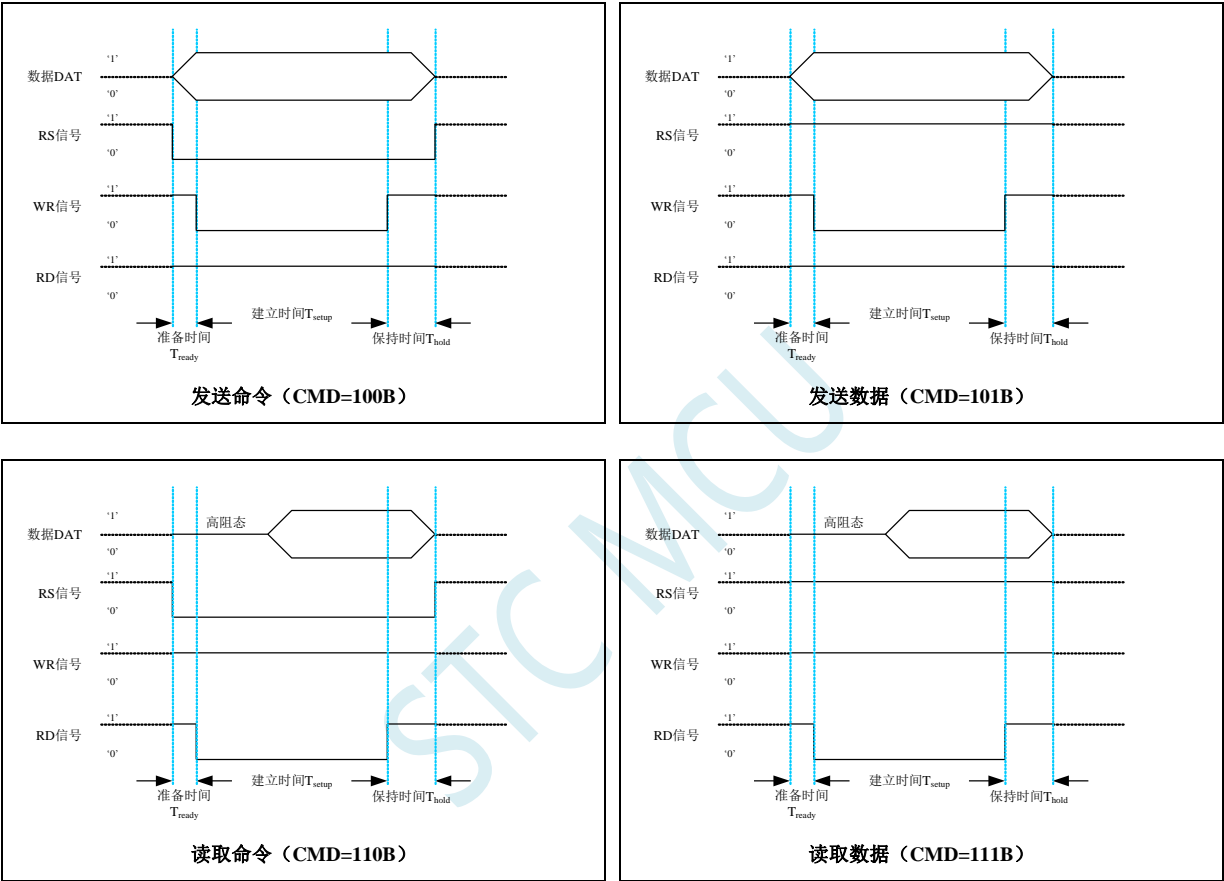 ‘1’
数据DAT
‘0’
‘1’
RS信号
‘0’
‘1’
WR信号
‘0’
‘1’
RD信号
‘0’
建立时间Tsetup
准备时间
Tready
保持时间Thold
发送命令（CMD=100B）
‘1’
数据DAT
‘0’
‘1’
RS信号
‘0’
‘1’
WR信号
‘0’
‘1’
RD信号
‘0’
建立时间Tsetup
准备时间
Tready
保持时间Thold
发送数据（CMD=101B）
‘1’
高阻态
数据DAT
‘0’
‘1’
RS信号
‘0’
‘1’
WR信号
‘0’
‘1’
RD信号
‘0’
建立时间Tsetup
准备时间
Tready
保持时间Thold
读取命令（CMD=110B）
‘1’
高阻态
数据DAT
‘0’
‘1’
RS信号
‘0’
‘1’
WR信号
‘0’
‘1’
RD信号
‘0’
建立时间Tsetup
准备时间
Tready
保持时间Thold
读取数据（CMD=111B）
STC MCU